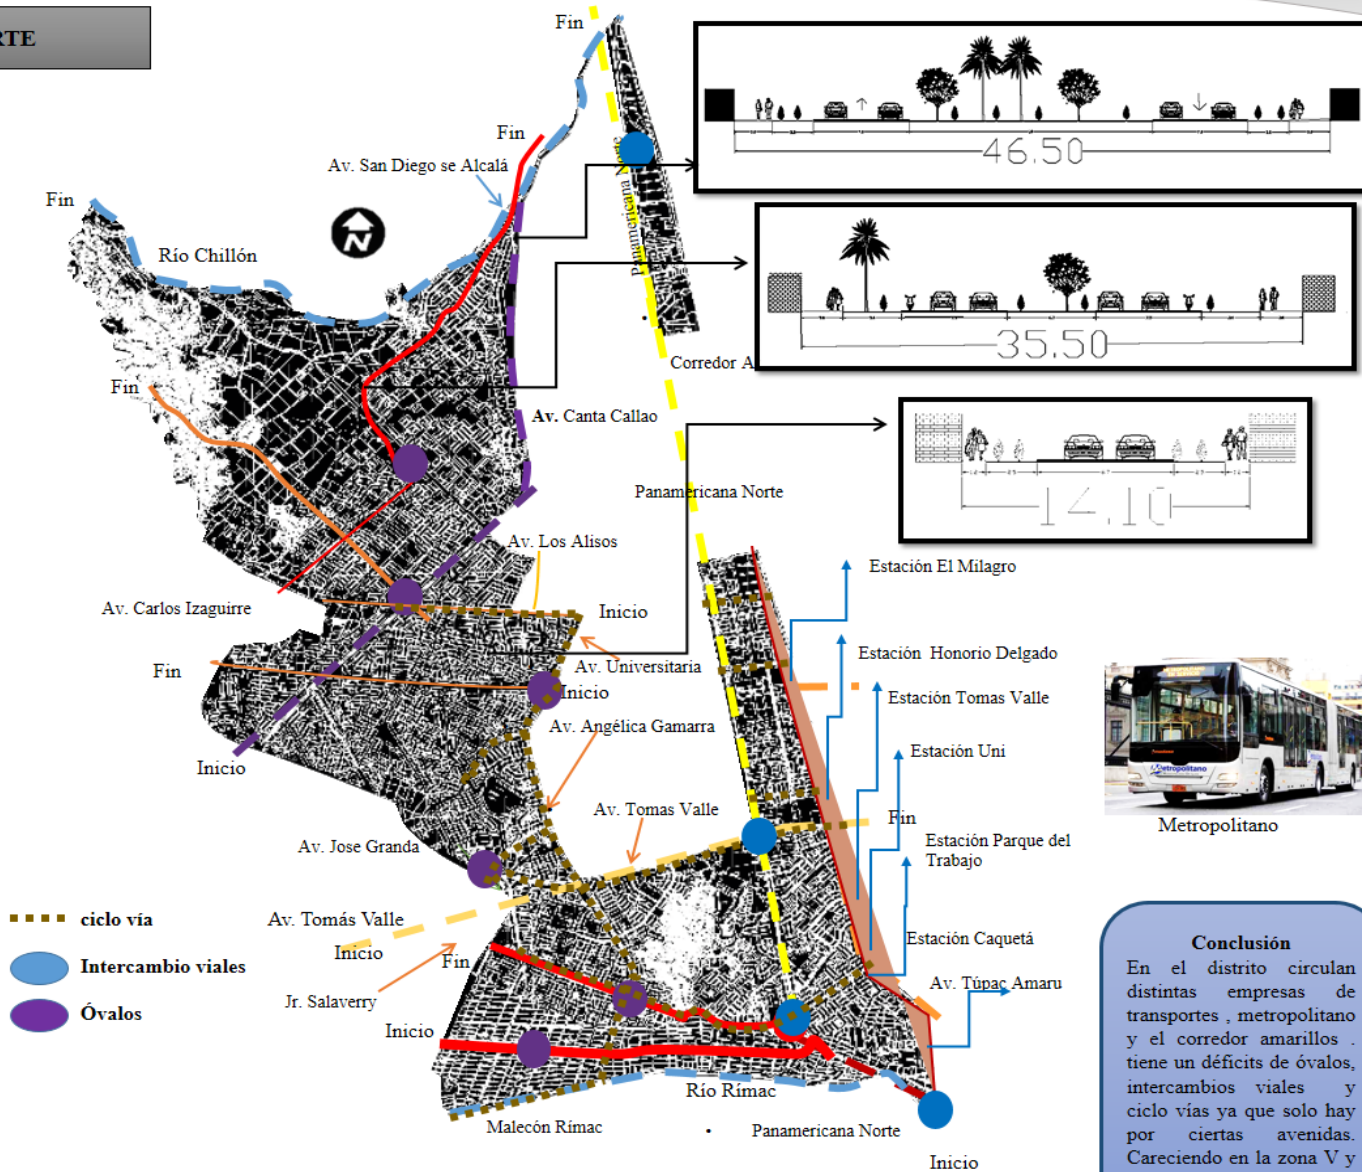 RTE
Fin
46.50
Fin
Av. San Diego se Alcalá
Panamericana Norte
Fin
Río Chillón
35.50
Corredor A
Fin
Av. Canta Callao
14.10
Panamericana Norte
Av. Los Alisos
Estación El Milagro
Av. Carlos Izaguirre
Inicio
Estación Honorio Delgado
Fin
Av. Universitaria
Inicio
Estación Tomas Valle
Av. Angélica Gamarra
Estación Uni
Inicio
Av. Tomas Valle
Fin
Metropolitano
Metropolitano
Av. Jose Granda
Estación Parque del
Trabajo
ciclo vía
Av. Tomás Valle
Inicio
Estación Caquetá
Intercambio viales
Fin
Av. Túpac Amaru
Jr. Salaverry
Óvalos
Inicio
Río Rímac
Malecón Rímac
Panamericana Norte
Inicio
Conclusión
En el distrito circulan
distintas empresas de
transportes , metropolitano
y el corredor amarillos .
tiene un déficits de óvalos,
intercambios viales y
ciclo vías ya que solo hay
por ciertas avenidas.
Careciendo en la zona V y